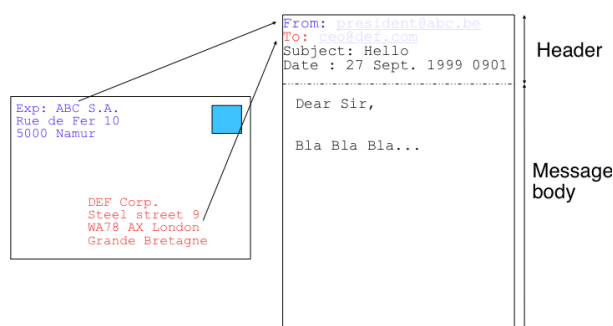 From: president@abc.be
To: ceo@def.com
Subject: Hello
Date : 27 Sept. 1999 0901
Header
Exp: ABC S.A.
Rue de Fer 10
5000 Namur
Dear Sir,
Bla Bla Bla...
Message
body
DEF Corp.
Steel street 9
WA78 AX London
Grande Bretagne